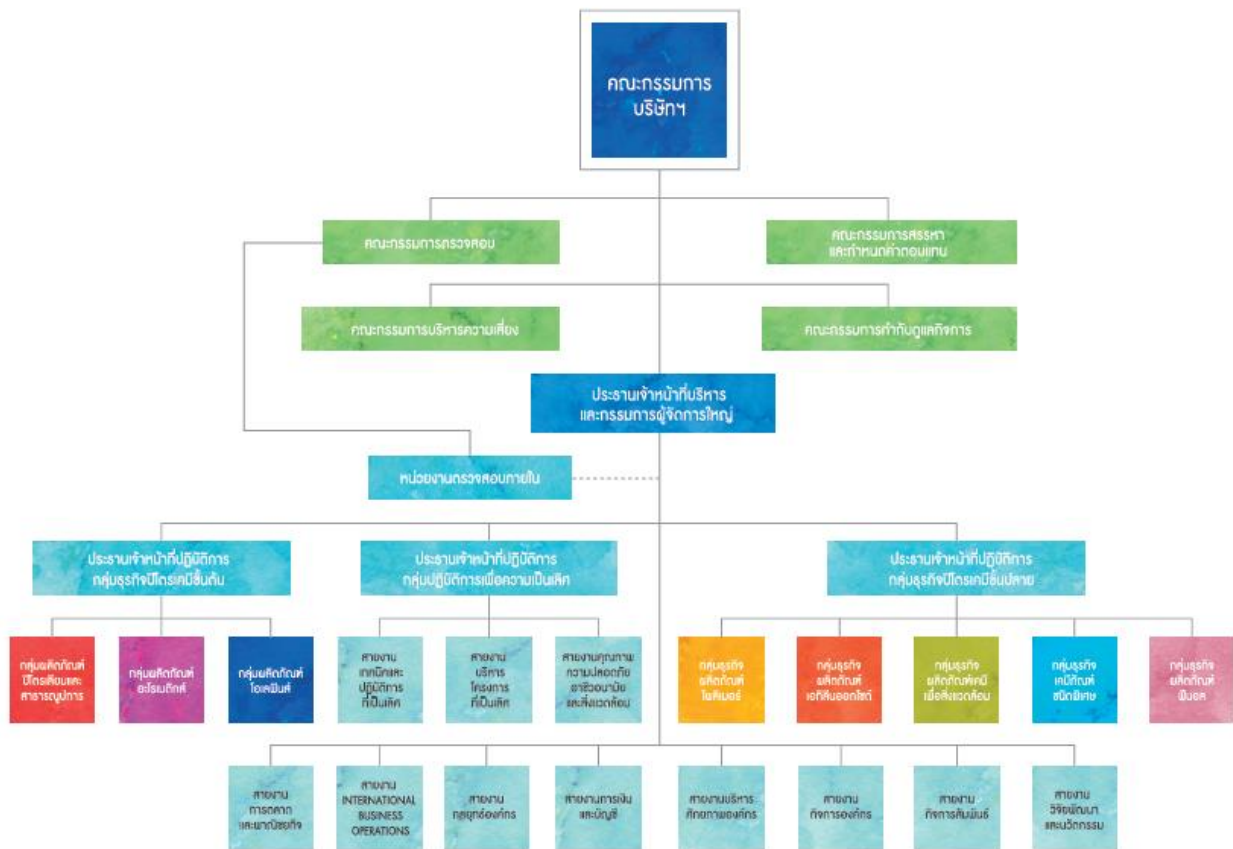 คณะกรรมการ
บริษัทฯ
คณะกรรมการตรวจสอบ
คณะกรรมการสรรหา
และกำหนดค่าตอบแทน
คณะกรรมการบริหารความเสี่ยง
คณะกรรมการกำกับดูแลกิจการ
ประธานเจ้าหน้าที่บริหาร
และกรรมการผู้จัดการใหญ่
หน่วยงานตรวจสอบภายใน
ประธานเจ้าหน้าที่ปฏิบัติการ
กลุ่มธุรกิจปิโตรเคมีขั้นต้น
ประธานเจ้าหน้าที่ปฏิบัติการ
กลุ่มปฏิบัติการเพื่อความเป็นเลิศ
ประธานเจ้าหน้าที่ปฏิบัติการ
กลุ่มธุรกิจปิโตรเคมีขั้นปลาย
กลุ่มผลิตภัณฑ์
ปิโตรเลียมและ
สาธารณูปการ
กลุ่มผลิตภัณฑ์
อะโรเมติกส์
กลุ่มผลิตภัณฑ์
โอเลฟินส์
สายงาน
เทคนิคและ
ปฏิบัติการ
ที่เป็นเลิศ
สายงาน
บริหาร
โครงการ
ที่เป็นเลิศ
สายงานคุณภาพ
ความปลอดภัย
อาชีวอนามัย
และสิ่งแวดล้อม
กลุ่มธุรกิจ
ผลิตภัณฑ์
โพลิเมอร์
กลุ่มธุรกิจ
ผลิตภัณฑ์
เอทิลีนออกไซด์
กลุ่มธุรกิจ
ผลิตภัณฑ์เคมี
เพื่อสิ่งแวดล้อม
กลุ่มธุรกิจ
เคมีภัณฑ์
ชนิดพิเศษ
กลุ่มธุรกิจ
ผลิตภัณฑ์
ฟีนอล
สายงาน
การตลาด
และพาณิชยกิจ
สายงาน
INTERNATIONAL
BUSINESS
OPERATIONS
สายงาน
กลยุทธ์องค์กร
สายงานการเงิน
และบัญชี
สายงานบริหาร
ศักยภาพองค์กร
สายงาน
กิจการองค์กร
สายงาน
กิจการสัมพันธ์
สายงาน
วิจัยพัฒนา
และนวัตกรรม